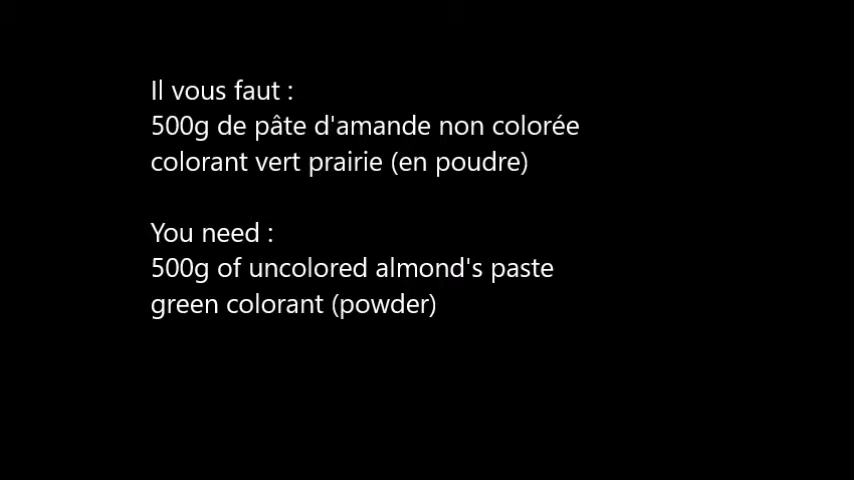 Il vous faut :
500g de pâte d'amande non colorée
colorant vert prairie (en poudre)
You need :
500g of uncolored almond's paste
green colorant (powder)